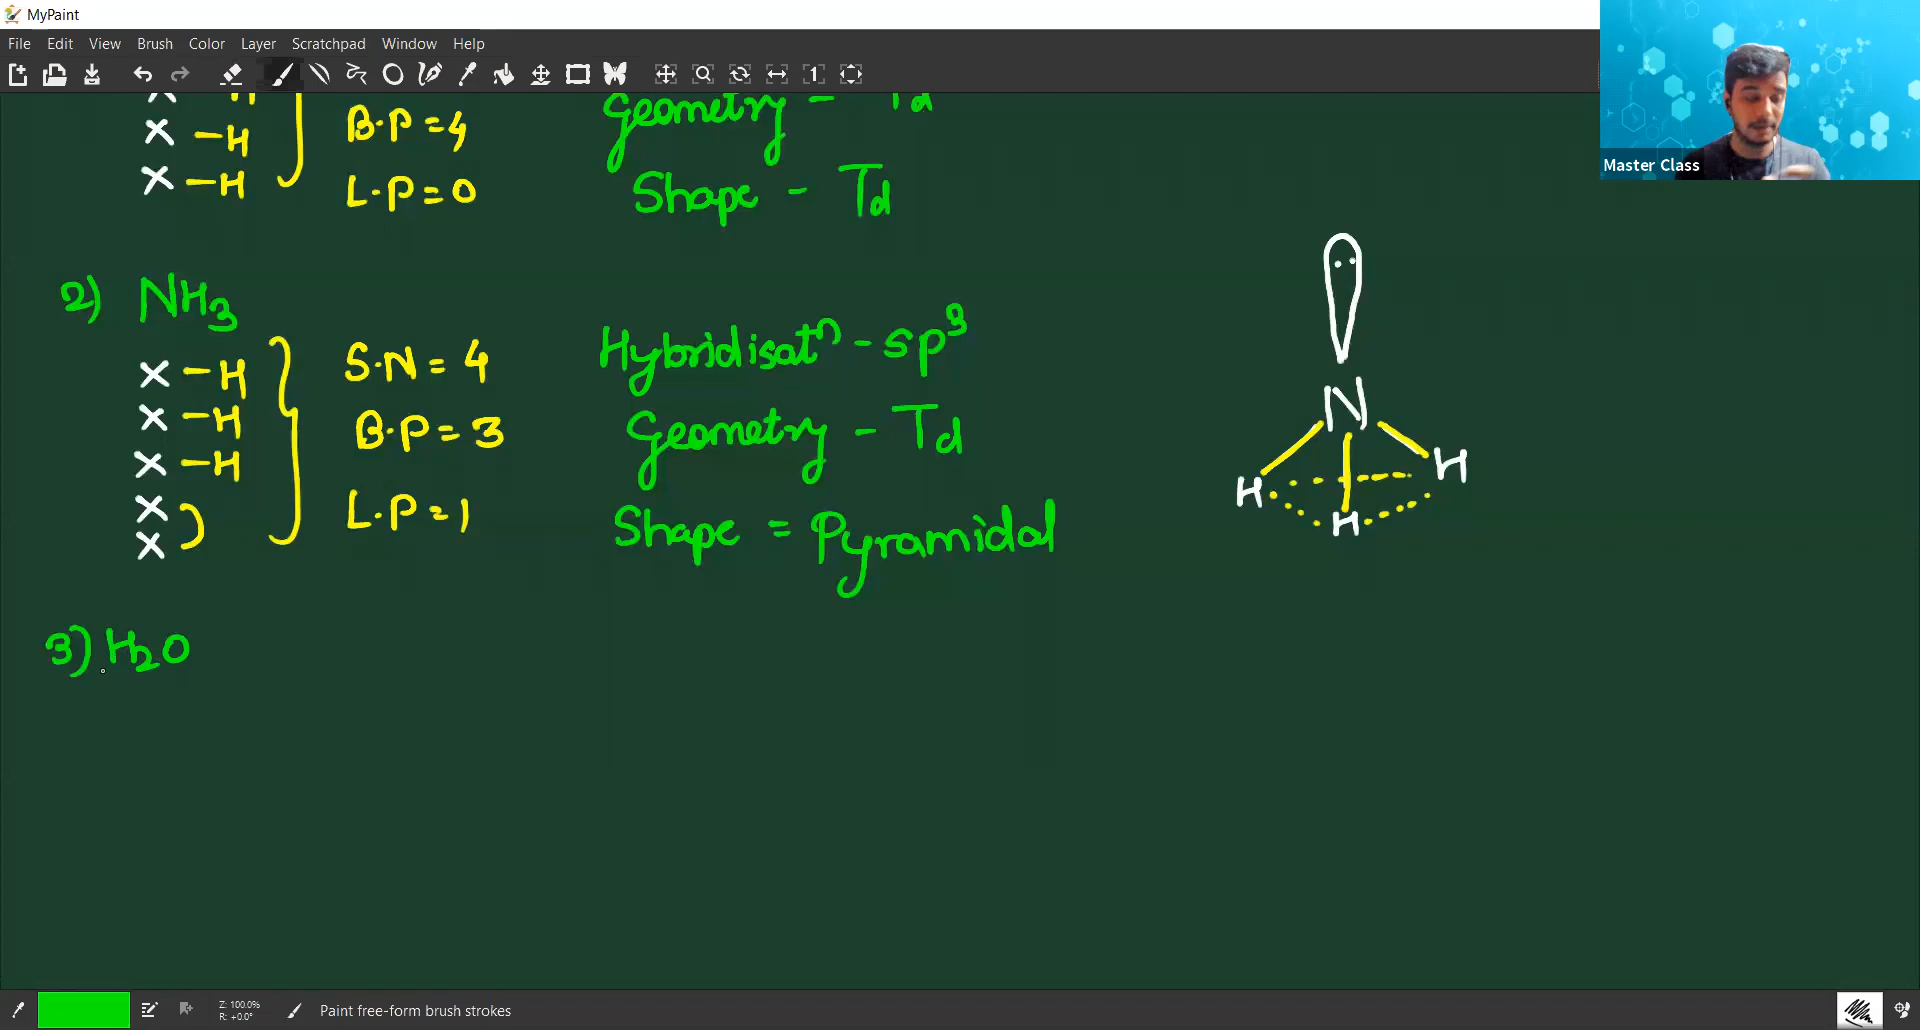 MyPaint
File Edit View Brush Color Layer Scratchpad Window Help
Master Class
-H
X -H B.P = 4 Geometry - Td
X -H L.P = 0 Shape - Td
2) NH3
X -H S.N = 4 Hybridisatn - sp3
X -H B.P = 3 Geometry - Td
X -H
X L.P = 1 Shape = Pyramidal
X
N
H H
H
3) H2O
Z: 100.0%
R: +0.0°
Paint free-form brush strokes